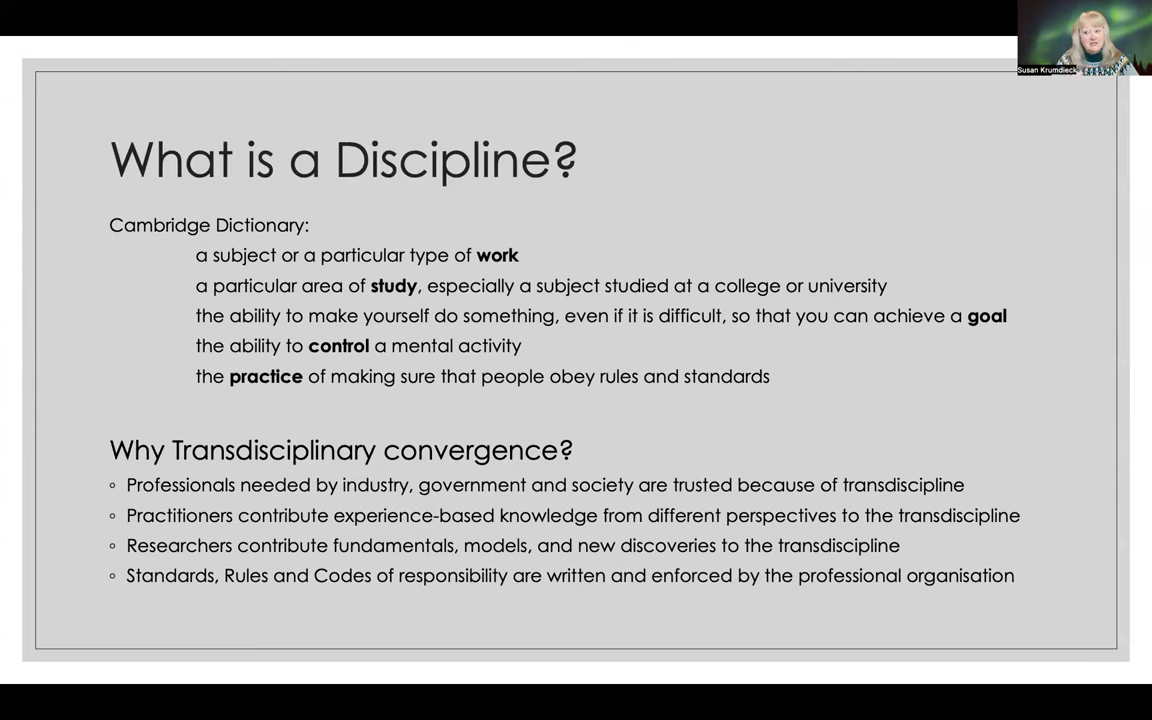 Susan Krumdieck
What is a Discipline?
Cambridge Dictionary:
a subject or a particular type of work
a particular area of study, especially a subject studied at a college or university
the ability to make yourself do something, even if it is difficult, so that you can achieve a goal
the ability to control a mental activity
the practice of making sure that people obey rules and standards
Why Transdisciplinary convergence?
◦ Professionals needed by industry, government and society are trusted because of transdiscipline
◦ Practitioners contribute experience-based knowledge from different perspectives to the transdiscipline
◦ Researchers contribute fundamentals, models, and new discoveries to the transdiscipline
◦ Standards, Rules and Codes of responsibility are written and enforced by the professional organisation